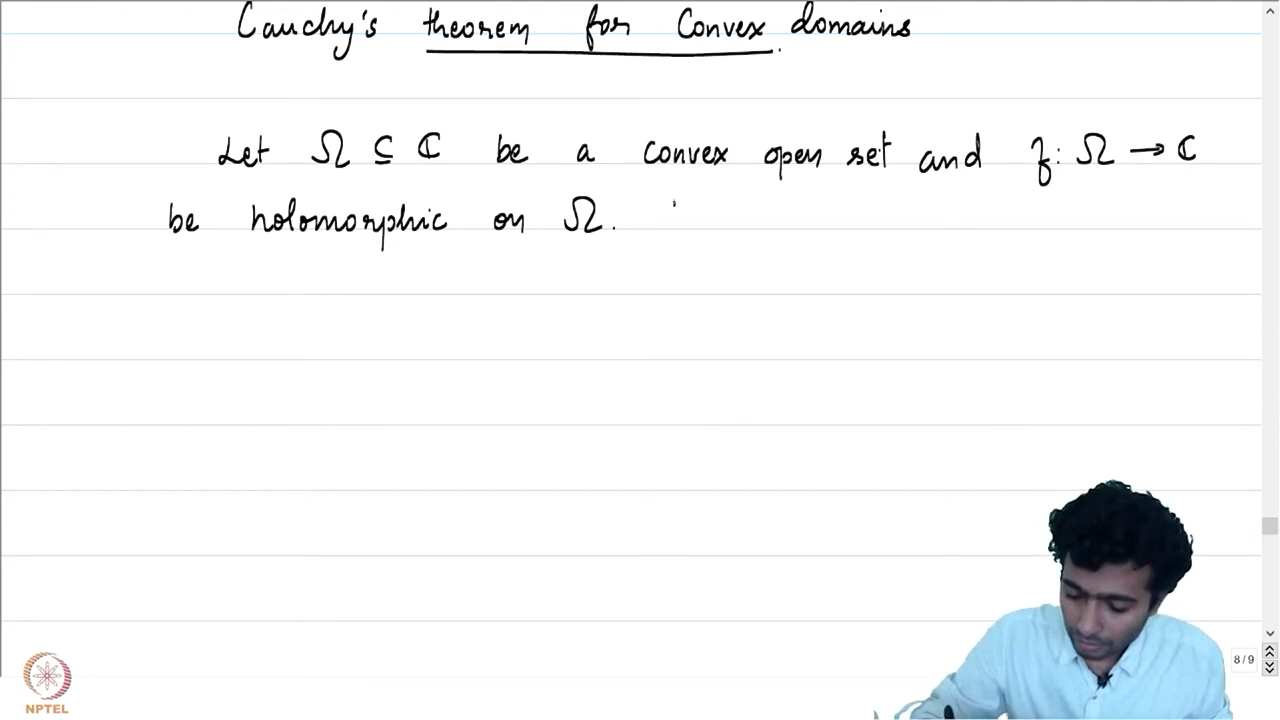 Cauchy's theorem for Convex domains
Let Ω ⊆ ℂ be a convex open set and f: Ω → ℂ
be holomorphic on Ω.
8 / 9
NPTEL